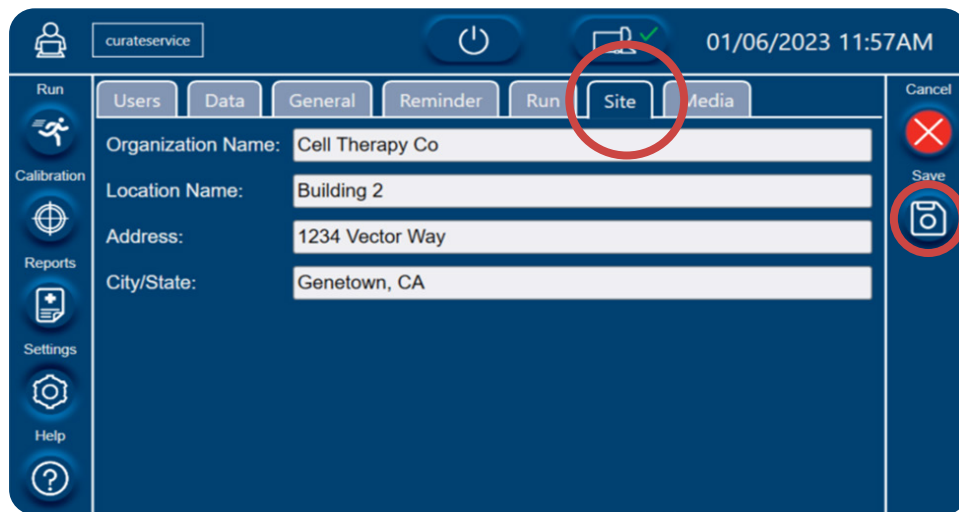 curateservice
01/06/2023 11:57AM
Run
Calibration
Reports
Settings
Help
Users Data General Reminder Run Site Media
Organization Name: Cell Therapy Co
Location Name: Building 2
Address: 1234 Vector Way
City/State: Genetown, CA
Cancel
Save